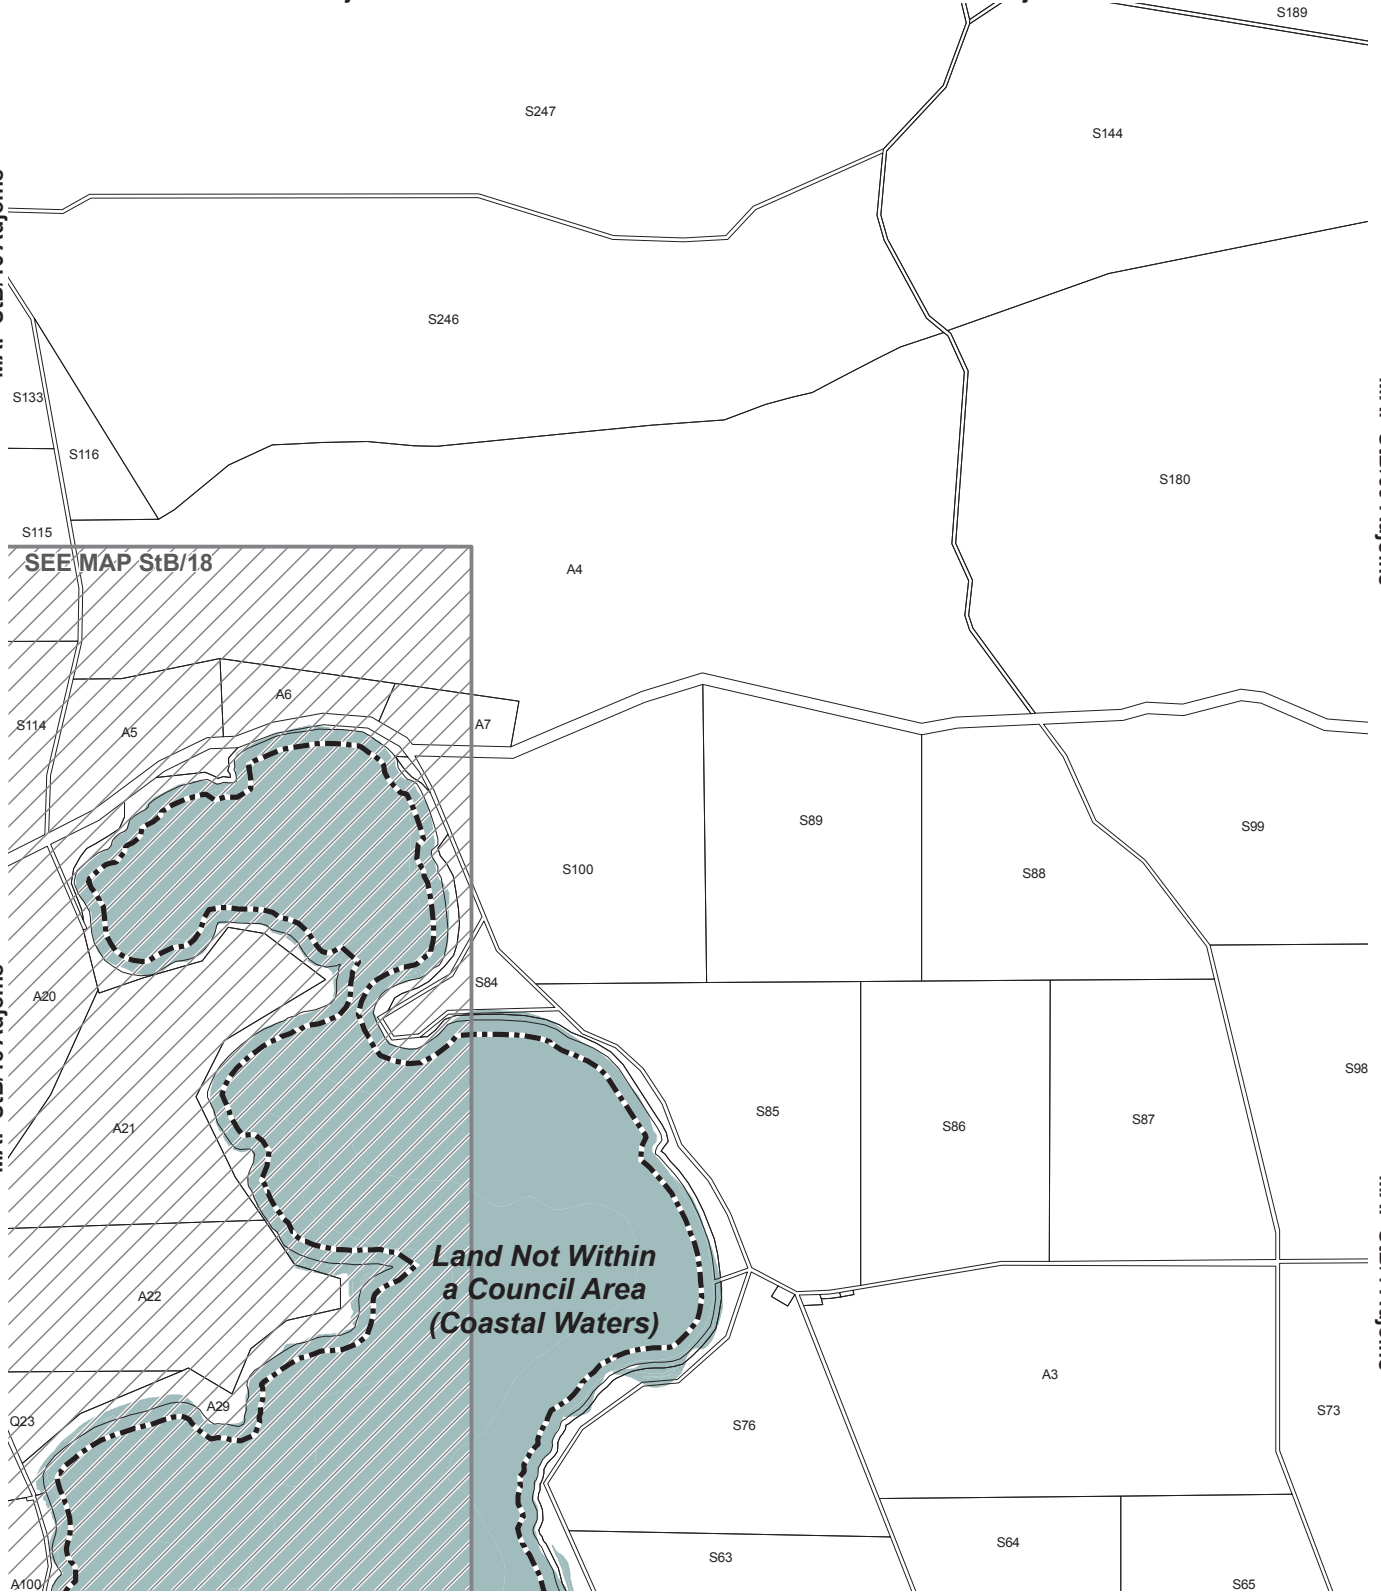 S189
S247
S144
S246
S133
S116
S180
S115
SEE MAP StB/18
A4
A6
S114
A5
A7
S89
S99
S100
S88
S84
A20
S98
S85
S86
S87
A21
Land Not Within
a Council Area
(Coastal Waters)
A22
A3
A29
Q23
S76
S73
S64
S63
A100
S65